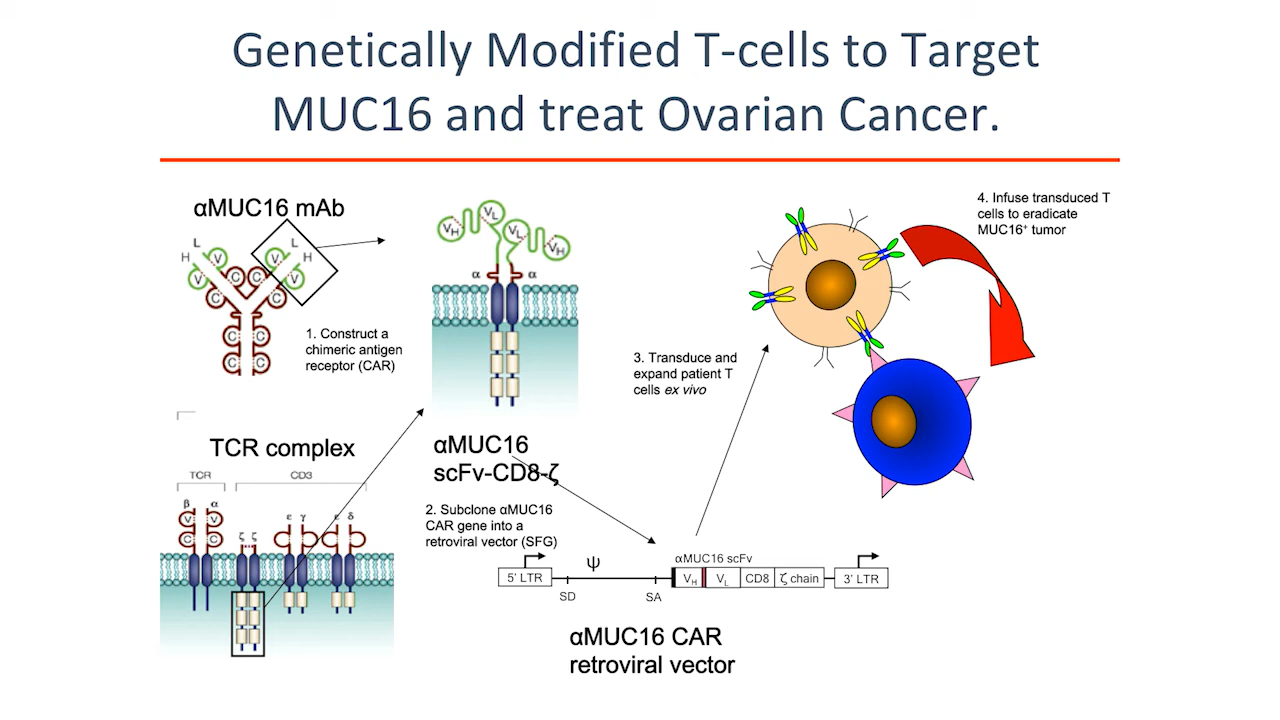 Genetically Modified T-cells to Target
MUC16 and treat Ovarian Cancer.
αMUC16 mAb
L
H
V
V
C
C
C
C
L
H
V
V
C
C
C
C
1. Construct a
chimeric antigen
receptor (CAR)
VH
VL
VL
VH
α
α
αMUC16
scFv-CD8-ζ
TCR complex
TCR
CD3
β
α
V
V
C
C
ζ
ζ
ε
γ
ε
δ
2. Subclone αMUC16
CAR gene into a
retroviral vector (SFG)
5' LTR
SD
ψ
SA
αMUC16 scFv
VH
VL
CD8
ζ chain
3' LTR
αMUC16 CAR
retroviral vector
3. Transduce and
expand patient T
cells ex vivo
4. Infuse transduced T
cells to eradicate
MUC16+ tumor